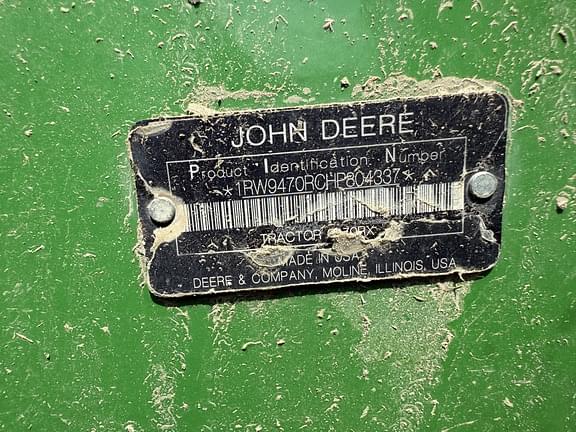 JOHN DEERE
Product Identification Number
*1RW9470RCHP804337*
TRACTOR
MADE IN USA
DEERE & COMPANY, MOLINE, ILLINOIS, USA